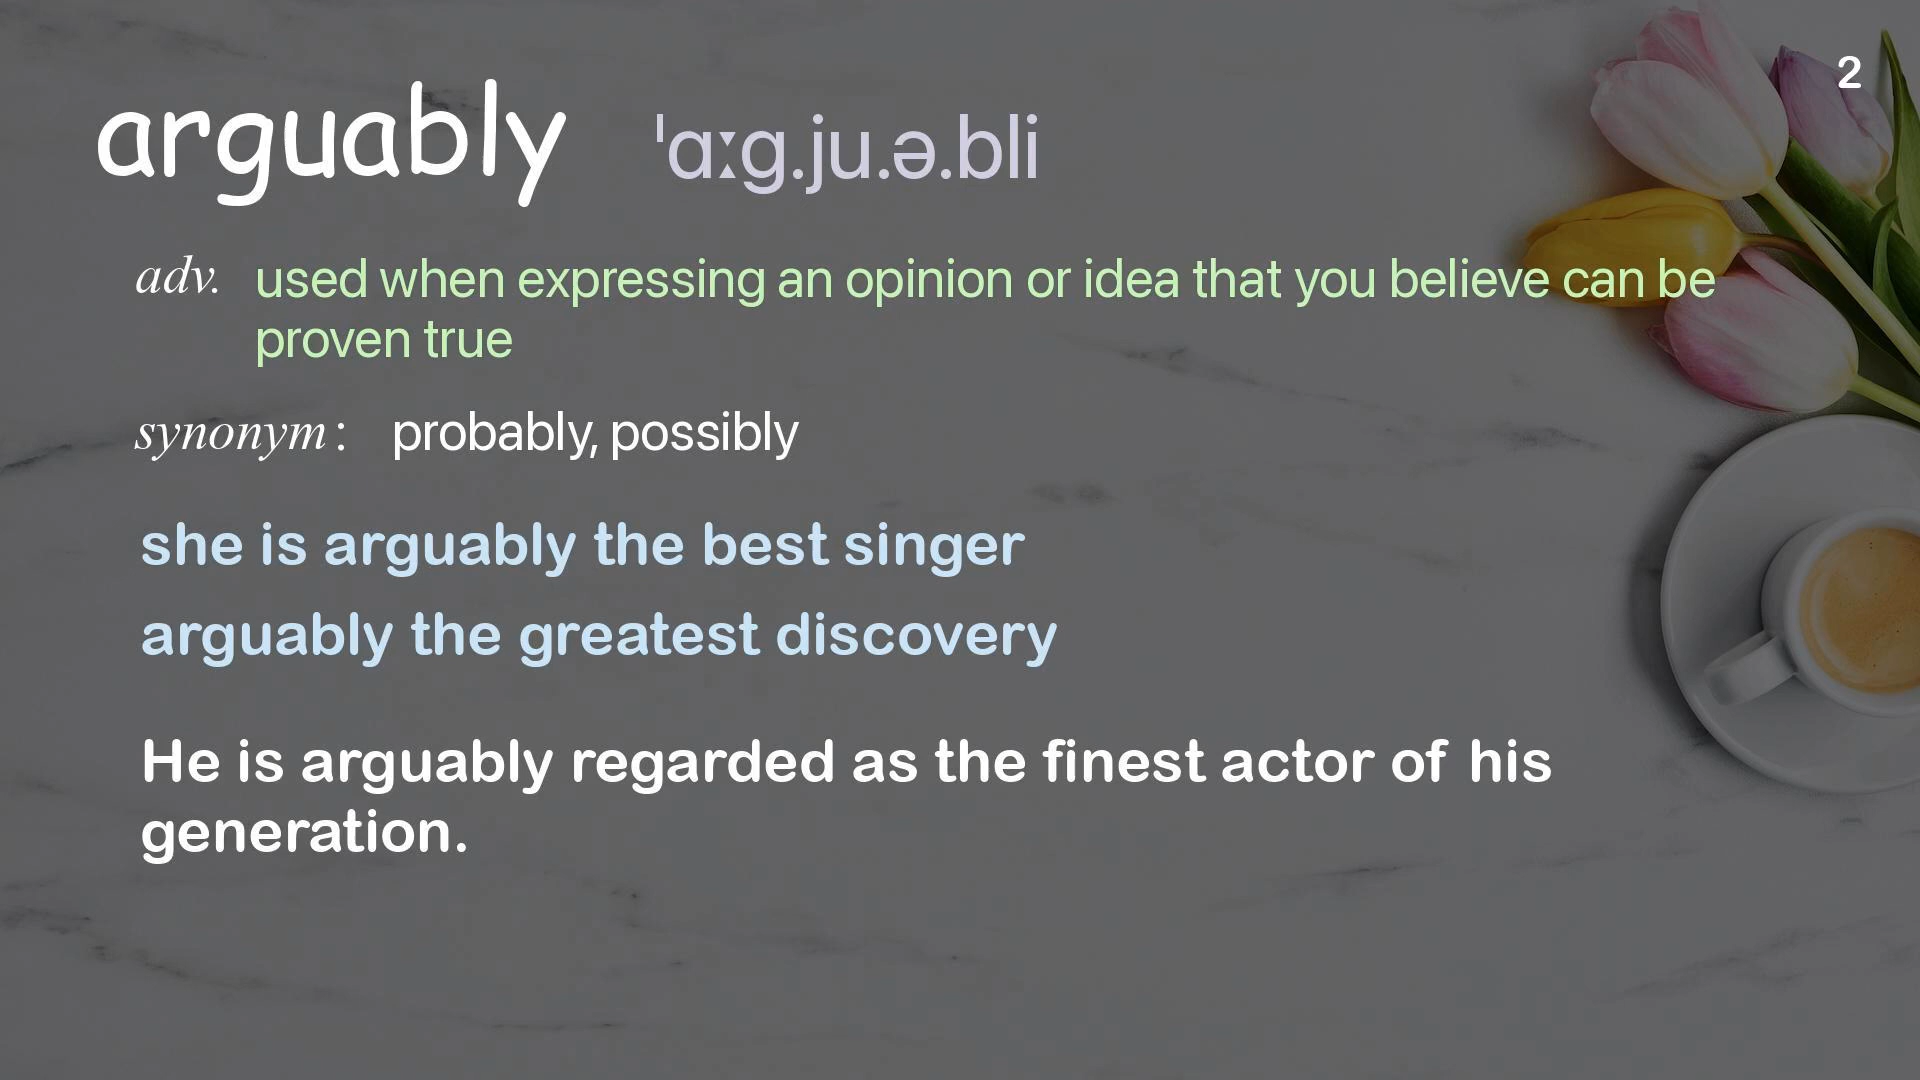 2
arguably ˈɑːg.ju.ə.bli
adv. used when expressing an opinion or idea that you believe can be
proven true
synonym: probably, possibly
she is arguably the best singer
arguably the greatest discovery
He is arguably regarded as the finest actor of his
generation.